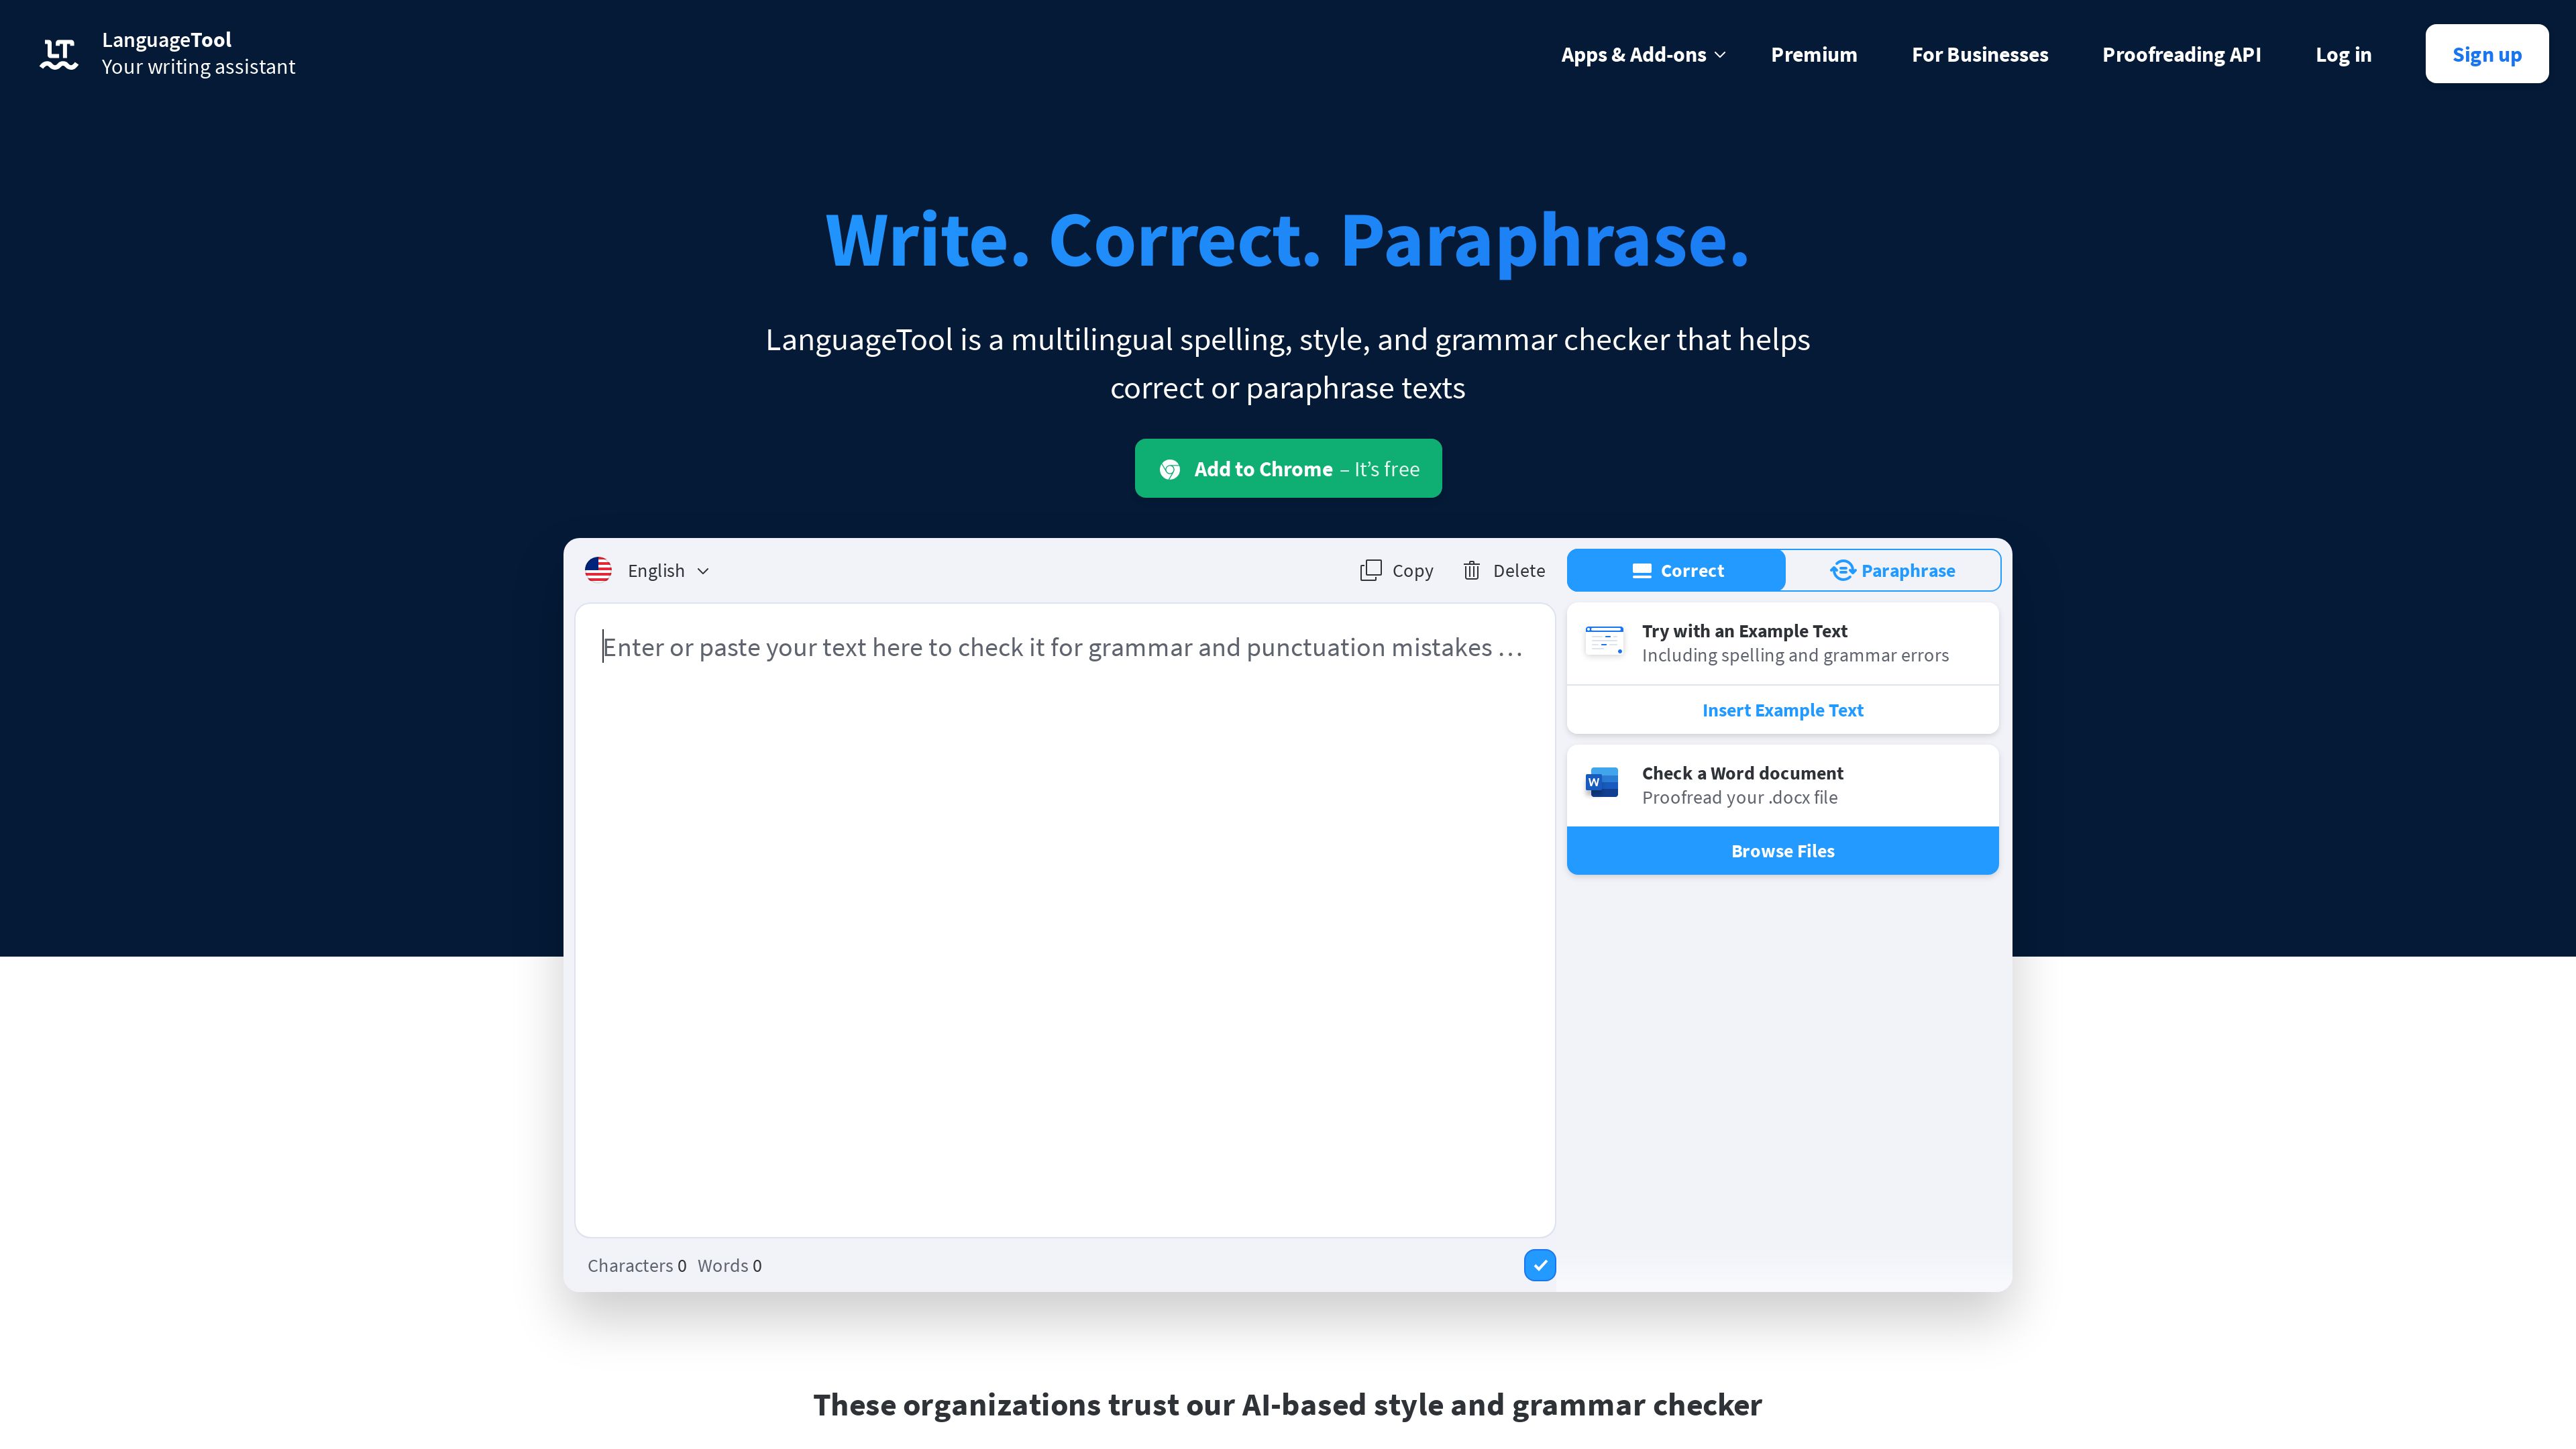 LanguageTool
Your writing assistant
Apps & Add-ons
Premium
For Businesses
Proofreading API
Log in
Sign up
Write. Correct. Paraphrase.
LanguageTool is a multilingual spelling, style, and grammar checker that helps
correct or paraphrase texts
Add to Chrome – It’s free
English
Copy
Delete
Correct
Paraphrase
Enter or paste your text here to check it for grammar and punctuation mistakes …
Try with an Example Text
Including spelling and grammar errors
Insert Example Text
Check a Word document
Proofread your .docx file
Browse Files
Characters 0 Words 0
These organizations trust our AI-based style and grammar checker